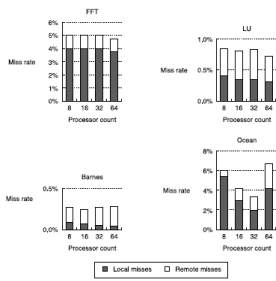 FFT
6%
5%
4%
Miss rate
3%
2%
1%
0%
8 16 32 64
Processor count
LU
1,0%
Miss rate
0,5%
0,0%
8 16 32 64
Processor count
Barnes
0.5%
Miss rate
0,0%
8 16 32 64
Processor count
Ocean
8%
6%
Miss rate
4%
2%
0%
8 16 32 64
Processor count
Local misses Remote misses